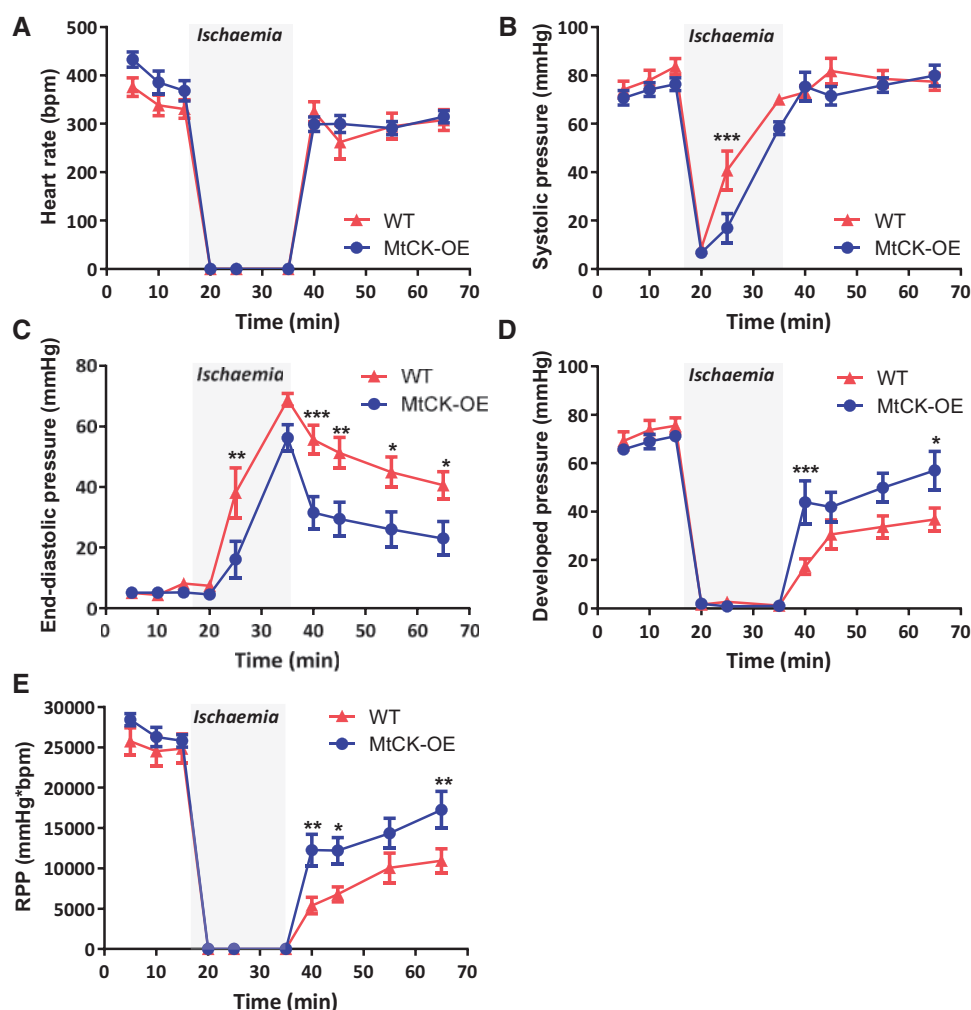 A
Heart rate (bpm)
500
400
300
200
100
0
Ischaemia
WT
MtCK-OE
0 10 20 30 40 50 60 70
Time (min)
B
Systolic pressure (mmHg)
100
80
60
40
20
0
Ischaemia
***
WT
MtCK-OE
0 10 20 30 40 50 60 70
Time (min)
C
End-diastolic pressure (mmHg)
80
60
40
20
0
Ischaemia
WT
MtCK-OE
** *** ** * *
0 10 20 30 40 50 60 70
Time (min)
D
Developed pressure (mmHg)
100
80
60
40
20
0
Ischaemia
WT
MtCK-OE
*** *
0 10 20 30 40 50 60 70
Time (min)
E
RPP (mmHg*bpm)
30000
25000
20000
15000
10000
5000
0
Ischaemia
WT
MtCK-OE
** * **
0 10 20 30 40 50 60 70
Time (min)